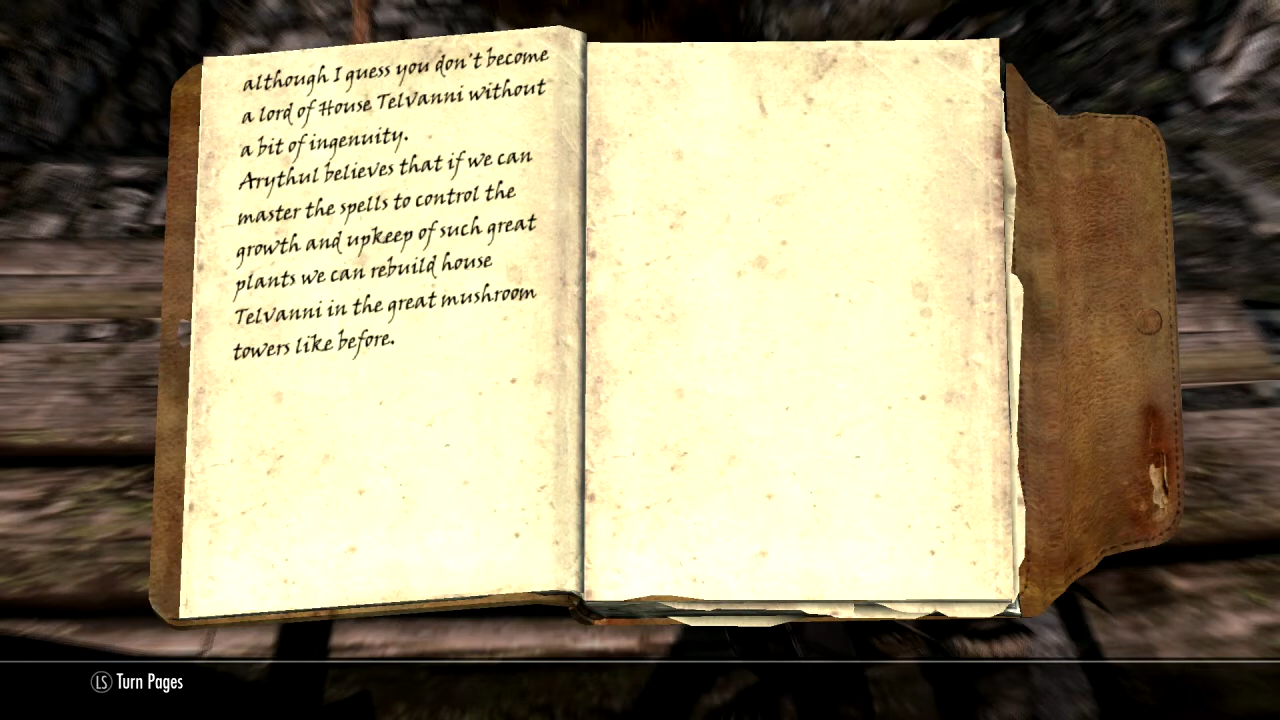 although I guess you don't become
a lord of House Telvanni without
a bit of ingenuity.
Arythul believes that if we can
master the spells to control the
growth and upkeep of such great
plants we can rebuild house
Telvanni in the great mushroom
towers like before.
LS Turn Pages